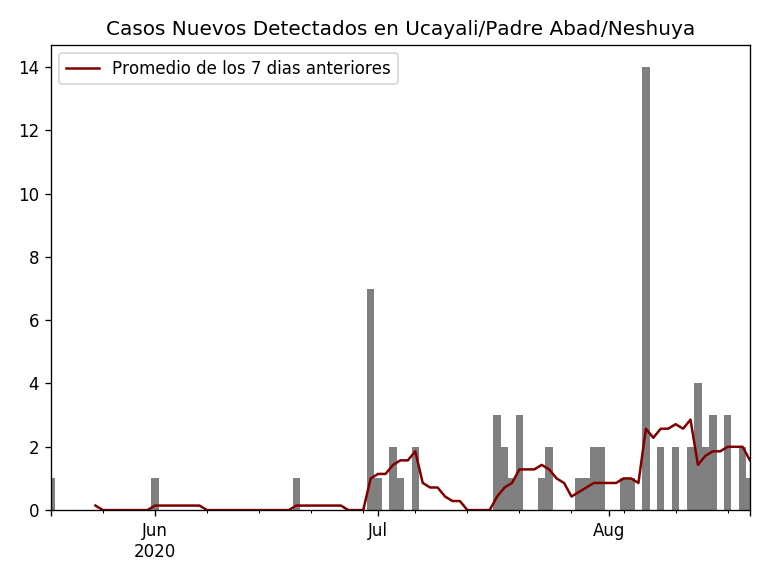 Casos Nuevos Detectados en Ucayali/Padre Abad/Neshuya
Promedio de los 7 dias anteriores
14
12
10
8
6
4
2
0
Jun
2020
Jul
Aug